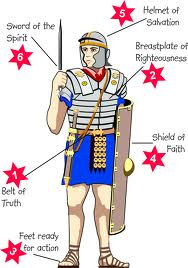 Helmet of
Salvation
5
Sword of the
Spirit
6
Breastplate of
Righteousness
2
Shield of
Faith
4
1
Belt of
Truth
Feet ready
for action
3